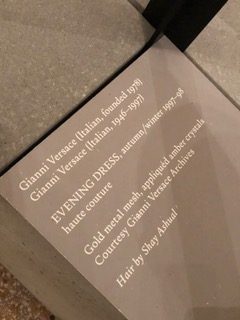 Gianni Versace (Italian, founded 1978)
Gianni Versace (Italian, 1946–1997)
EVENING DRESS, autumn/winter 1997–98
haute couture
Gold metal mesh, appliquéd amber crystals
Courtesy Gianni Versace Archives
Hair by Shay Ashual